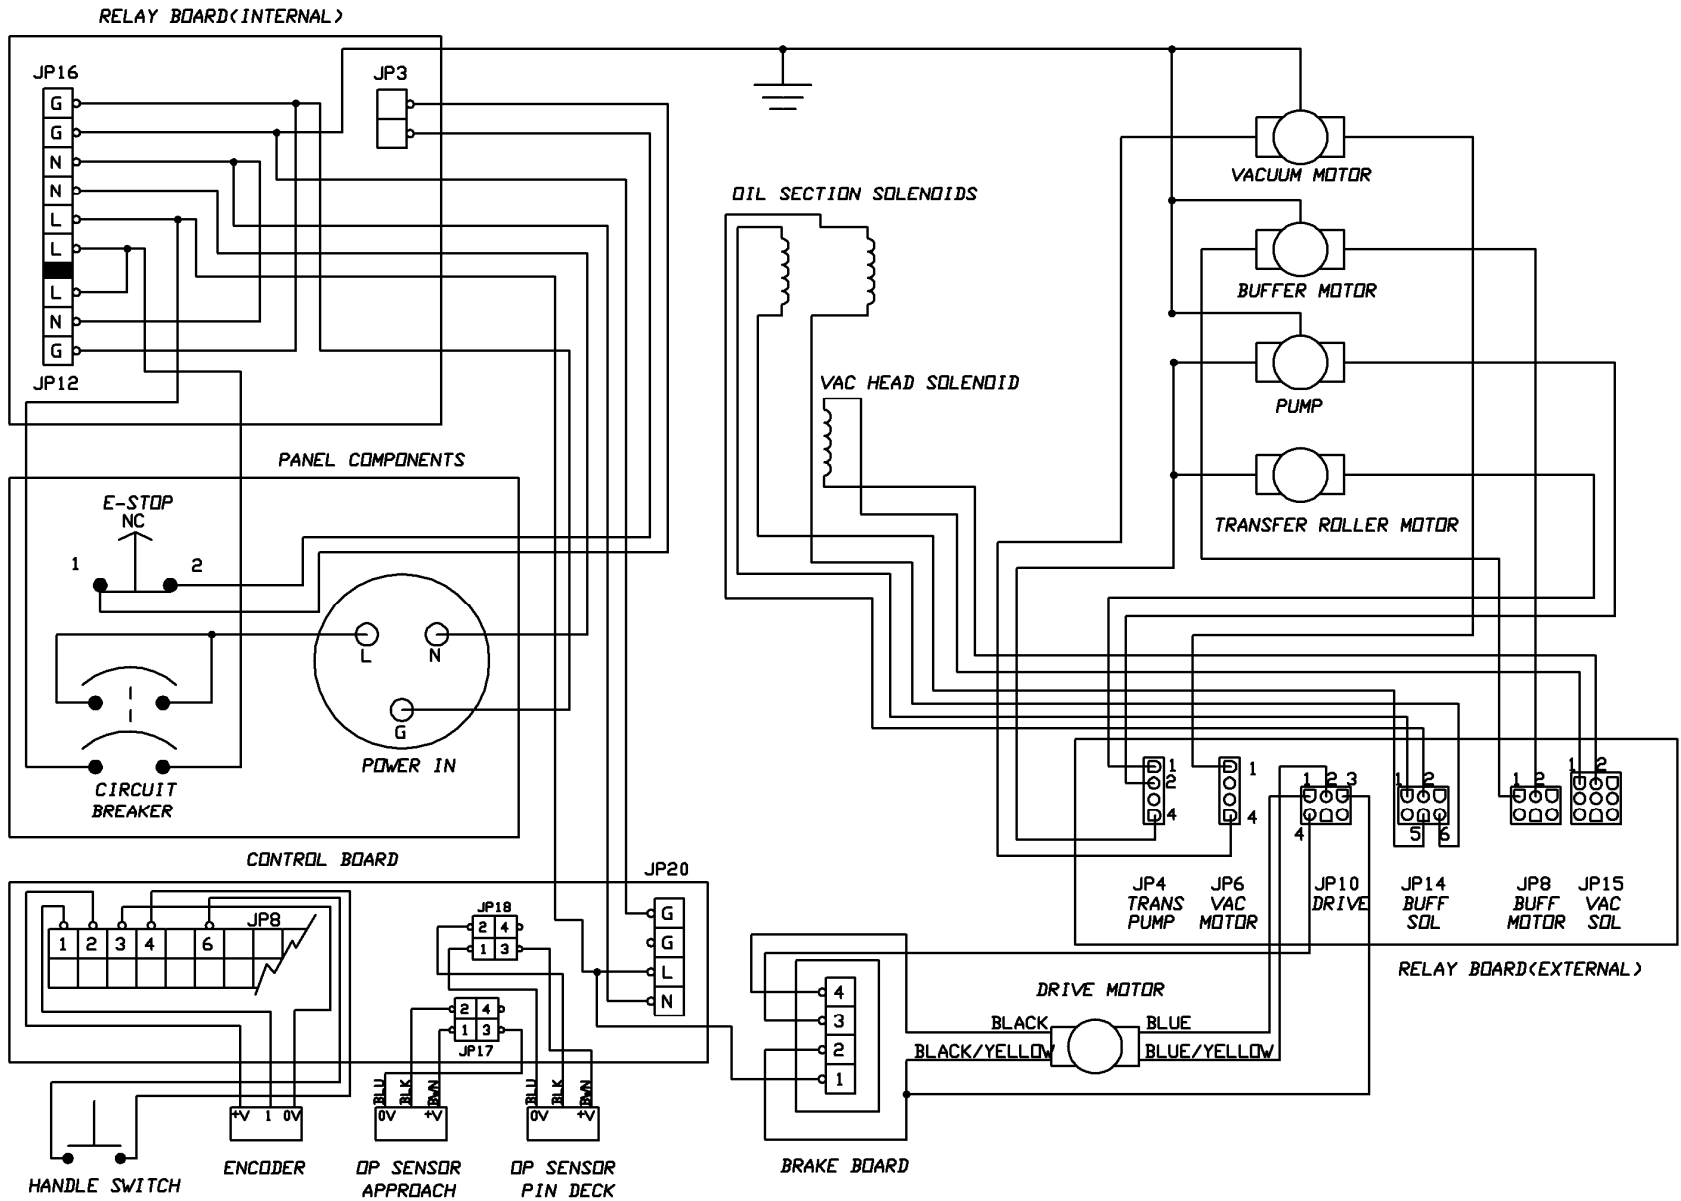 RELAY BOARD(INTERNAL)
JP16
JP3
G
G
N
N
L
L
L
N
G
JP12
OIL SECTION SOLENOIDS
VACUUM MOTOR
BUFFER MOTOR
VAC HEAD SOLENOID
PUMP
TRANSFER ROLLER MOTOR
PANEL COMPONENTS
E-STOP
NC
1
2
L
N
G
POWER IN
CIRCUIT
BREAKER
1
2
4
1
4
1
2
3
4
1
2
5
6
1
2
1
2
JP4
TRANS
PUMP
JP6
VAC
MOTOR
JP10
DRIVE
JP14
BUFF
SOL
JP8
BUFF
MOTOR
JP15
VAC
SOL
RELAY BOARD(EXTERNAL)
CONTROL BOARD
JP20
G
G
L
N
JP8
1 2 3 4 6
JP18
2 4
1 3
2 4
1 3
JP17
4
3
2
1
DRIVE MOTOR
BLACK
BLUE
BLACK/YELLOW
BLUE/YELLOW
BLU
BLK
BWN
BLU
BLK
BWN
+V 1 0V
0V +V
0V +V
HANDLE SWITCH
ENCODER
OP SENSOR
APPROACH
OP SENSOR
PIN DECK
BRAKE BOARD